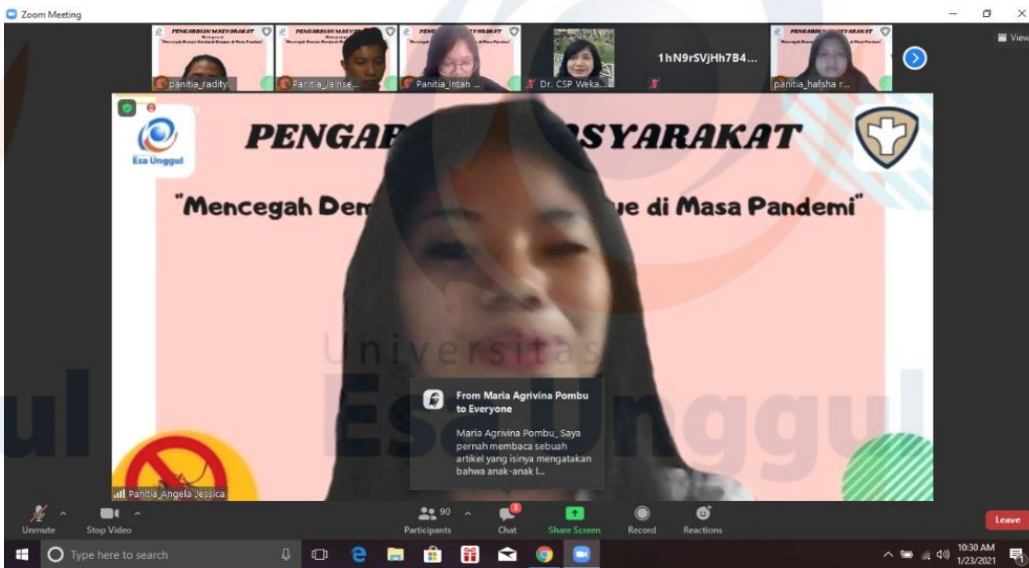 Zoom Meeting
View
panitia_radity...
Panitia_Jainse...
Panitia_Intan ...
Dr. CSP Weka...
1hN9rSVjHh7B4...
panitia_hafsha r...
Esa Unggul
PENGAB SYARAKAT
"Mencegah Dem ue di Masa Pandemi"
Universitas
Esa Unggul
ul
From Maria Agrivina Pombu
to Everyone
Maria Agrivina Pombu_ Saya
pernah membaca sebuah
artikel yang isinya mengatakan
bahwa anak-anak l...
Panitia_Angela Jessica
Unmute
Stop Video
90
Participants
3
Chat
Share Screen
Record
Reactions
Leave
Type here to search
10:30 AM
1/23/2021